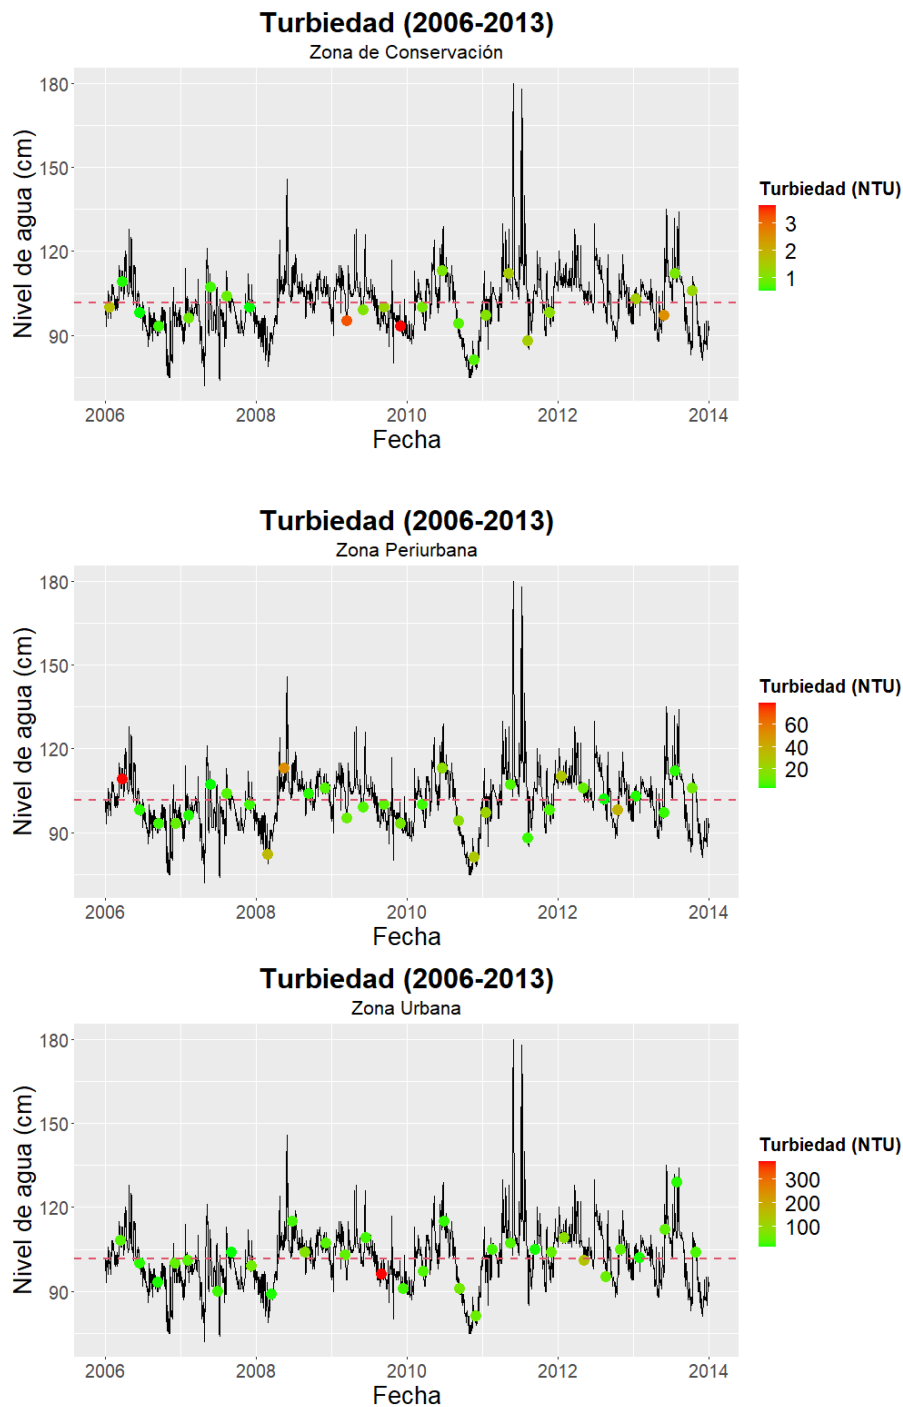 Turbiedad (2006-2013)
Zona de Conservación
Nivel de agua (cm)
180
150
120
90
2006
2008
2010
2012
2014
Fecha
Turbiedad (NTU)
3
2
1
Turbiedad (2006-2013)
Zona Periurbana
Nivel de agua (cm)
180
150
120
90
2006
2008
2010
2012
2014
Fecha
Turbiedad (NTU)
60
40
20
Turbiedad (2006-2013)
Zona Urbana
Nivel de agua (cm)
180
150
120
90
2006
2008
2010
2012
2014
Fecha
Turbiedad (NTU)
300
200
100